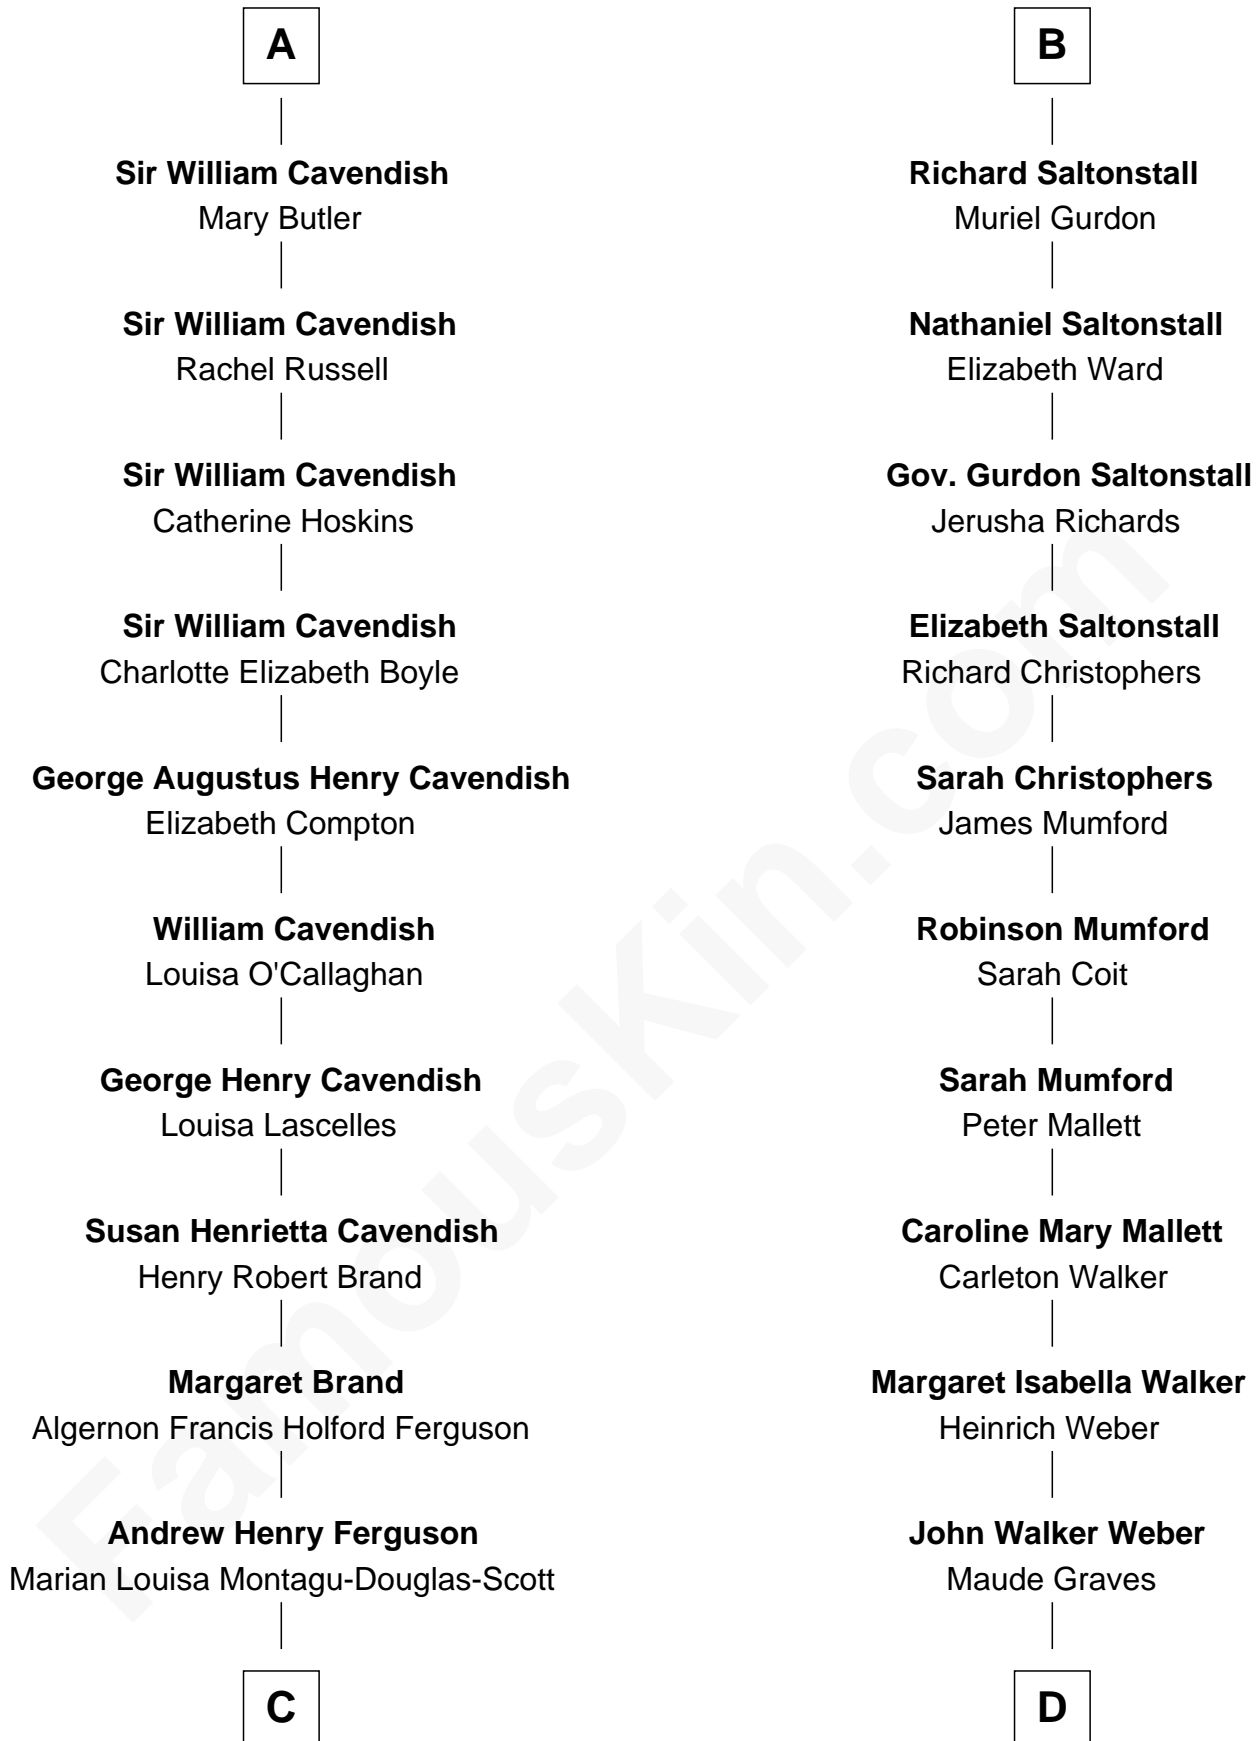 A
Sir William Cavendish
Mary Butler
Sir William Cavendish
Rachel Russell
Sir William Cavendish
Catherine Hoskins
Sir William Cavendish
Charlotte Elizabeth Boyle
George Augustus Henry Cavendish
Elizabeth Compton
William Cavendish
Louisa O'Callaghan
George Henry Cavendish
Louisa Lascelles
Susan Henrietta Cavendish
Henry Robert Brand
Margaret Brand
Algernon Francis Holford Ferguson
Andrew Henry Ferguson
Marian Louisa Montagu-Douglas-Scott
C
B
Richard Saltonstall
Muriel Gurdon
Nathaniel Saltonstall
Elizabeth Ward
Gov. Gurdon Saltonstall
Jerusha Richards
Elizabeth Saltonstall
Richard Christophers
Sarah Christophers
James Mumford
Robinson Mumford
Sarah Coit
Sarah Mumford
Peter Mallett
Caroline Mary Mallett
Carleton Walker
Margaret Isabella Walker
Heinrich Weber
John Walker Weber
Maude Graves
D
FamousKin.com